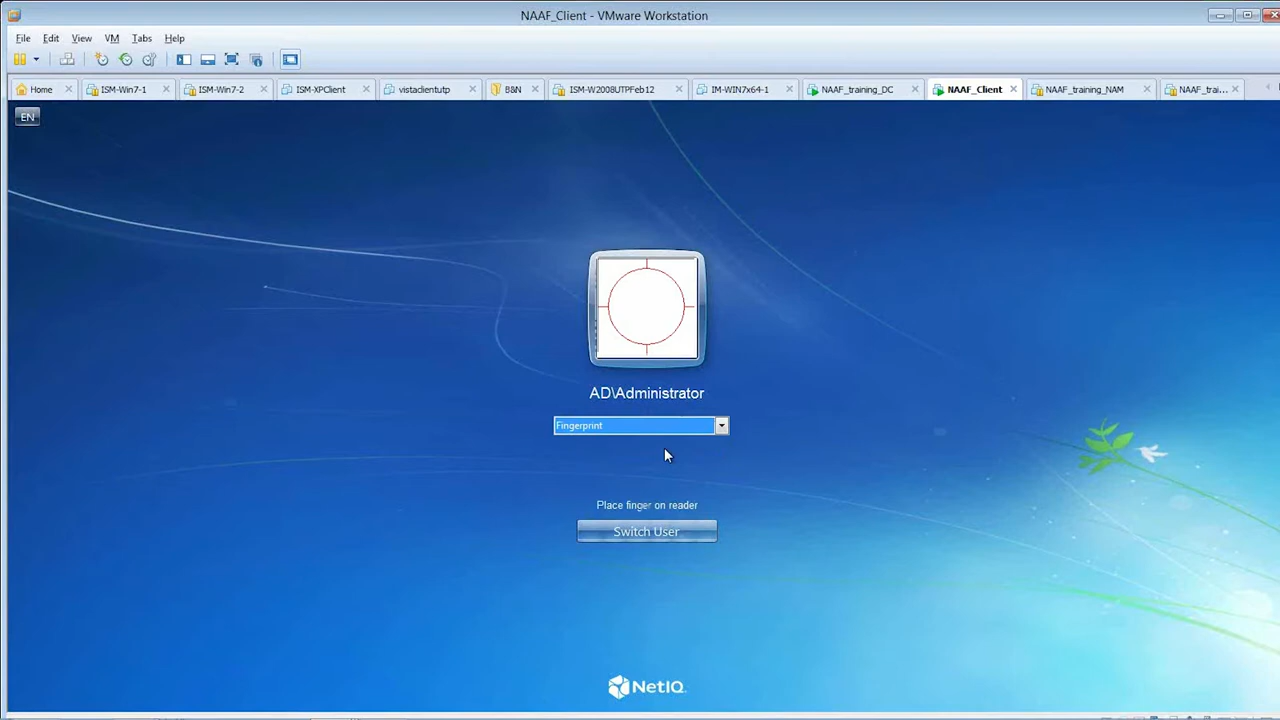 NAAF_Client - VMware Workstation
File Edit View VM Tabs Help
Home ISM-Win7-1 ISM-Win7-2 ISM-XPClient vistaclientutp B&N ISM-W2008UTPFeb12 IM-WIN7x64-1 NAAF_training_DC NAAF_Client NAAF_training_NAM NAAF_trai...
EN
AD\Administrator
Fingerprint
Place finger on reader
Switch User
NetIQ.